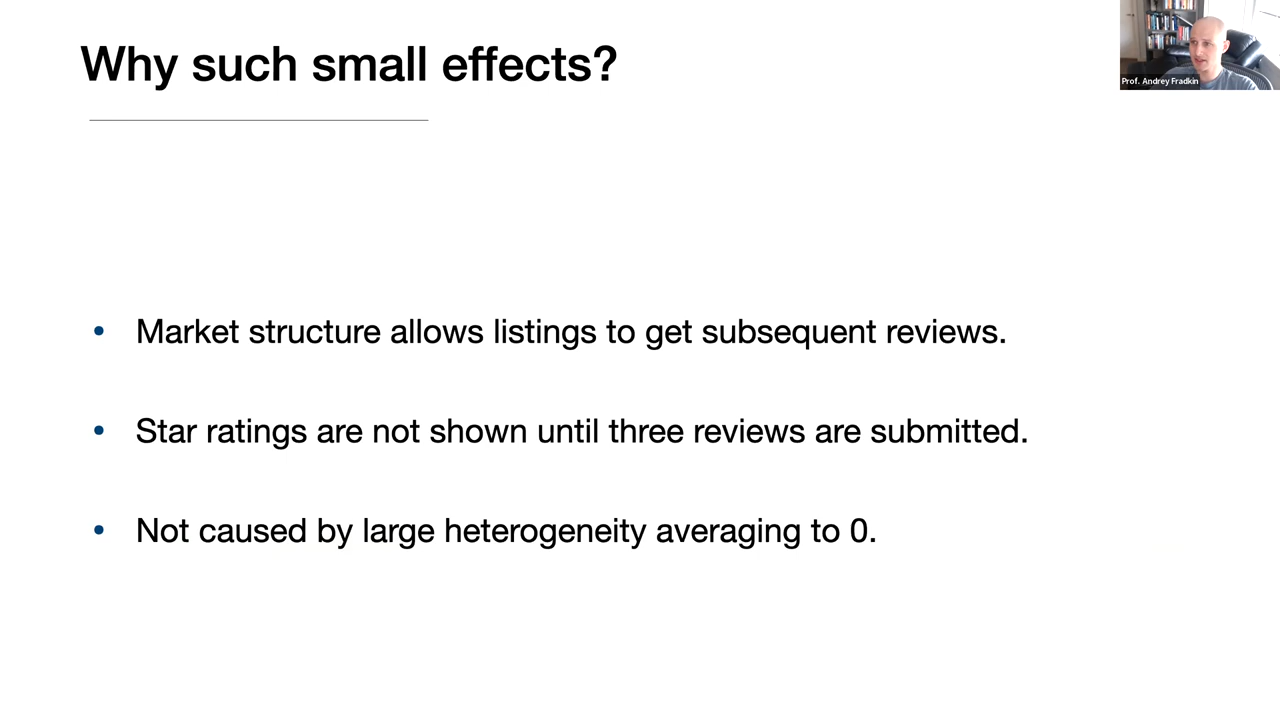 Why such small effects?
Prof. Andrey Fradkin
• Market structure allows listings to get subsequent reviews.
• Star ratings are not shown until three reviews are submitted.
• Not caused by large heterogeneity averaging to 0.